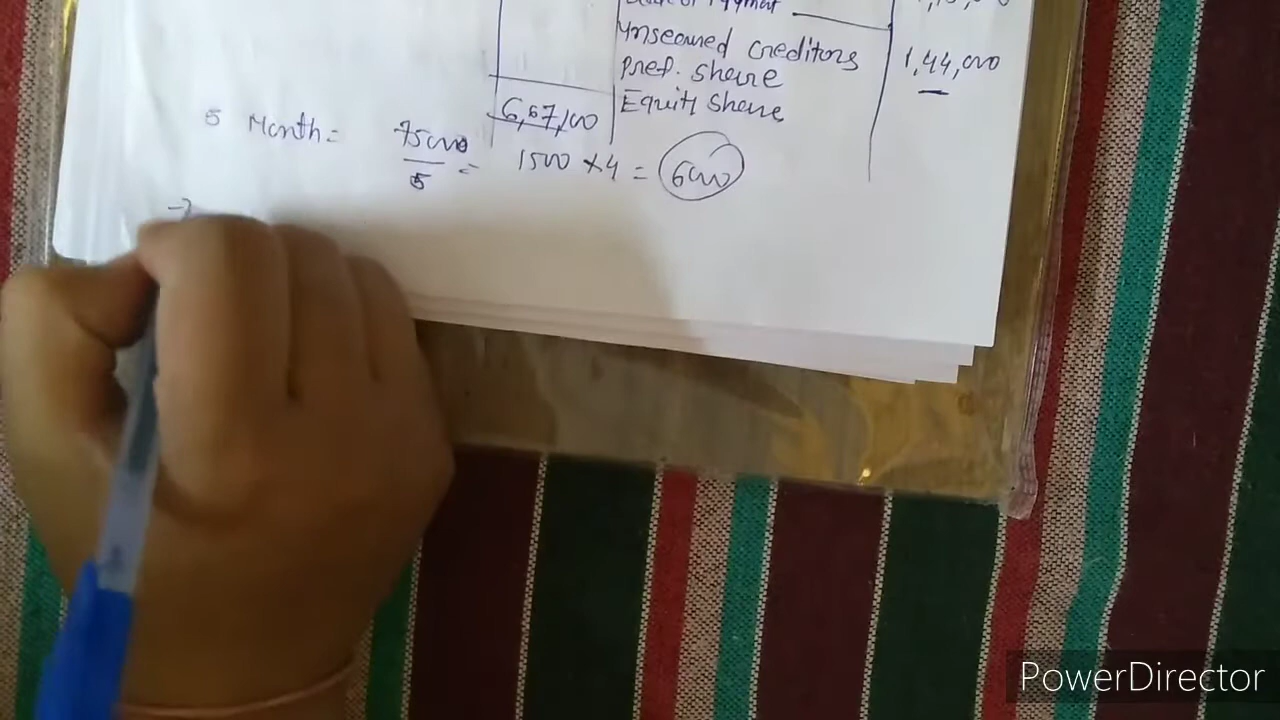 Unsecured creditors 1,44,000
Pref. Share
6,67,100 Equity Share
5 Month = 7500/5 = 1500 × 4 = 6000
PowerDirector